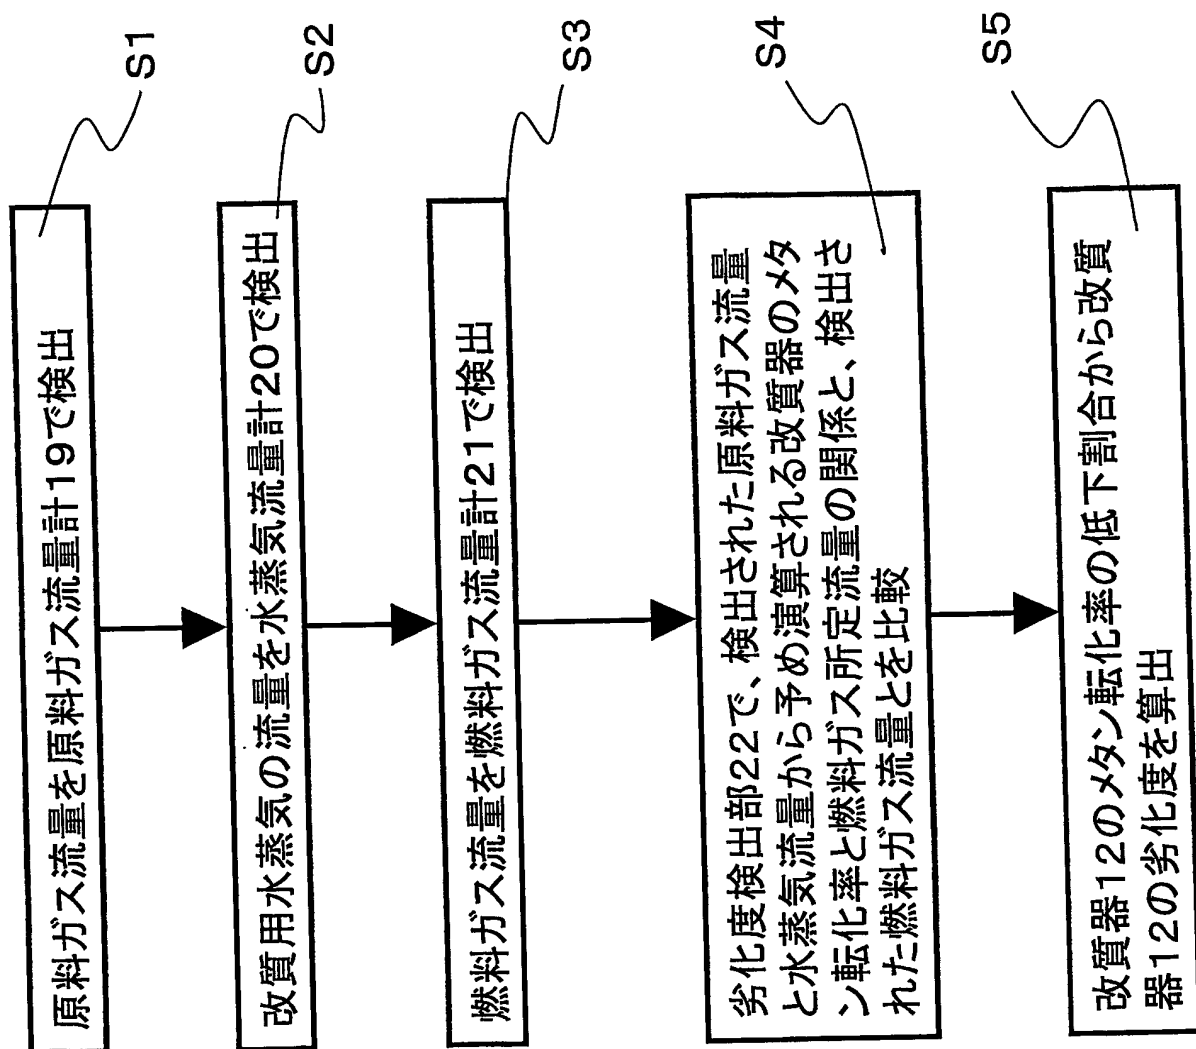 原料ガス流量を原料ガス流量計19で検出
S1
改質用水蒸気の流量を水蒸気流量計20で検出
S2
燃料ガス流量を燃料ガス流量計21で検出
S3
劣化度検出部22で、検出された原料ガス流量
と水蒸気流量から予め演算される改質器のメタ
ン転化率と燃料ガス所定流量の関係と、検出さ
れた燃料ガス流量とを比較
S4
改質器12のメタン転化率の低下割合から改質
器12の劣化度を算出
S5